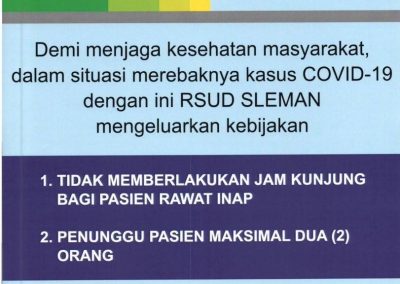 Demi menjaga kesehatan masyarakat,
dalam situasi merebaknya kasus COVID-19
dengan ini RSUD SLEMAN
mengeluarkan kebijakan
1. TIDAK MEMBERLAKUKAN JAM KUNJUNG
BAGI PASIEN RAWAT INAP
2. PENUNGGU PASIEN MAKSIMAL DUA (2)
ORANG